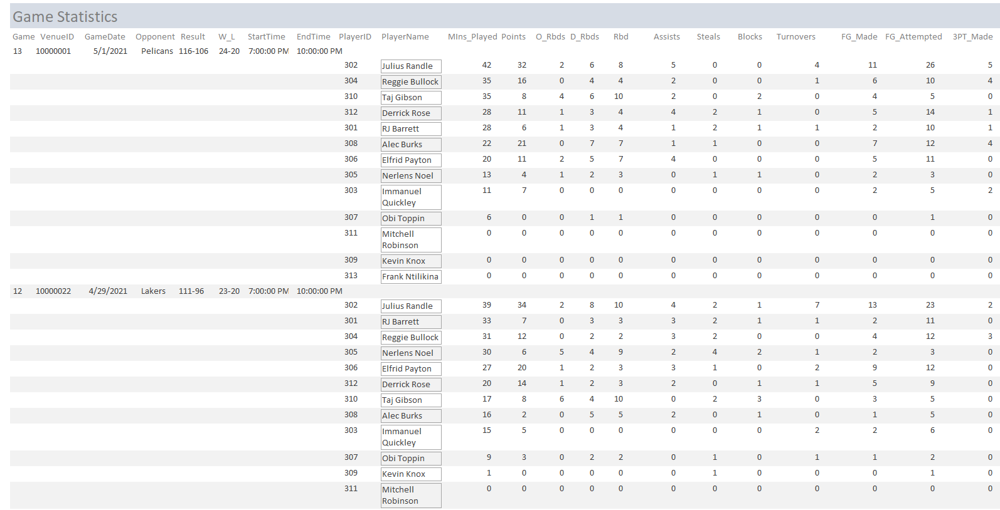 Game Statistics
Game VenueID GameDate Opponent Result W_L StartTime EndTime PlayerID PlayerName MIns_Played Points O_Rbds D_Rbds Rbd Assists Steals Blocks Turnovers FG_Made FG_Attempted 3PT_Made
13 10000001 5/1/2021 Pelicans 116-106 24-20 7:00:00 PM 10:00:00 PM
302 Julius Randle 42 32 2 6 8 5 0 0 4 11 26 5
304 Reggie Bullock 35 16 0 4 4 2 0 0 1 6 10 4
310 Taj Gibson 35 8 4 6 10 2 0 2 0 4 5 0
312 Derrick Rose 28 11 1 3 4 4 2 1 0 5 14 1
301 RJ Barrett 28 6 1 3 4 1 2 1 1 2 10 1
308 Alec Burks 22 21 0 7 7 1 1 0 0 7 12 4
306 Elfrid Payton 20 11 2 5 7 4 0 0 0 5 11 0
305 Nerlens Noel 13 4 1 2 3 0 1 1 0 2 3 0
303 Immanuel 11 7 0 0 0 0 0 0 0 2 5 2
Quickley
307 Obi Toppin 6 0 0 1 1 0 0 0 0 0 1 0
311 Mitchell 0 0 0 0 0 0 0 0 0 0 0 0
Robinson
309 Kevin Knox 0 0 0 0 0 0 0 0 0 0 0 0
313 Frank Ntilikina 0 0 0 0 0 0 0 0 0 0 0 0
12 10000022 4/29/2021 Lakers 111-96 23-20 7:00:00 PM 10:00:00 PM
302 Julius Randle 39 34 2 8 10 4 2 1 7 13 23 2
301 RJ Barrett 33 7 0 3 3 3 2 1 1 2 11 0
304 Reggie Bullock 31 12 0 2 2 3 2 0 0 4 12 3
305 Nerlens Noel 30 6 5 4 9 2 4 2 1 2 3 0
306 Elfrid Payton 27 20 1 2 3 3 1 0 2 9 12 0
312 Derrick Rose 20 14 1 2 3 2 0 1 1 5 9 0
310 Taj Gibson 17 8 6 4 10 0 2 3 0 3 5 0
308 Alec Burks 16 2 0 5 5 2 0 1 0 1 5 0
303 Immanuel 15 5 0 0 0 0 0 0 2 2 6 0
Quickley
307 Obi Toppin 9 3 0 2 2 0 1 0 1 1 2 0
309 Kevin Knox 1 0 0 0 0 0 1 0 0 0 1 0
311 Mitchell 0 0 0 0 0 0 0 0 0 0 0 0
Robinson